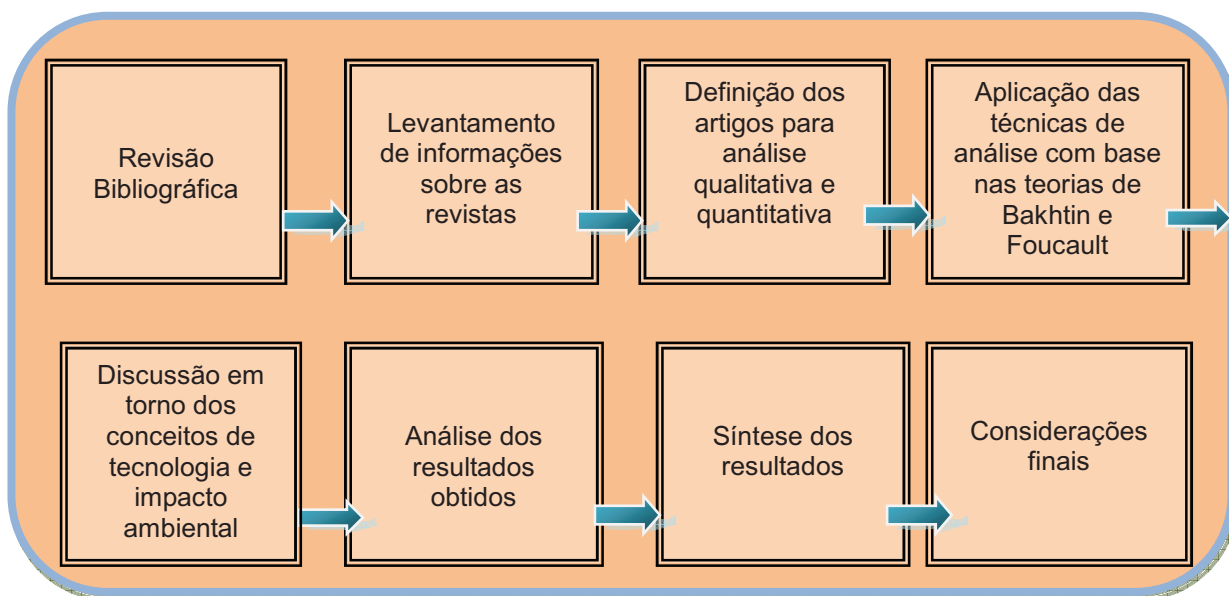 Revisão
Bibliográfica
Levantamento
de informações
sobre as
revistas
Definição dos
artigos para
análise
qualitativa e
quantitativa
Aplicação das
técnicas de
análise com base
nas teorias de
Bakhtin e
Foucault
Discussão em
torno dos
conceitos de
tecnologia e
impacto
ambiental
Análise dos
resultados
obtidos
Síntese dos
resultados
Considerações
finais